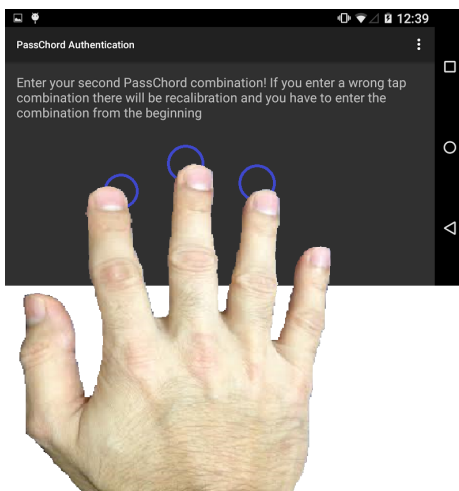 12:39
PassChord Authentication
Enter your second PassChord combination! If you enter a wrong tap
combination there will be recalibration and you have to enter the
combination from the beginning